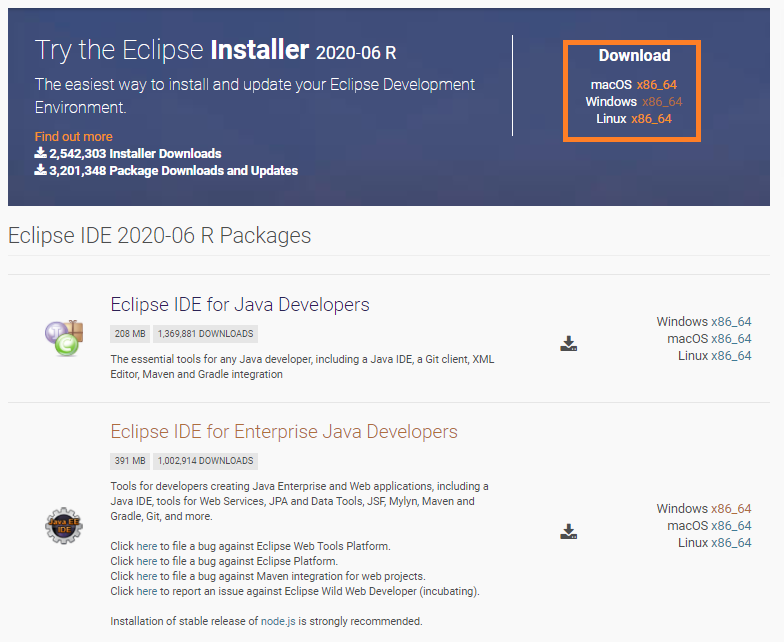 Try the Eclipse Installer 2020-06 R
The easiest way to install and update your Eclipse Development
Environment.
Find out more
2,542,303 Installer Downloads
3,201,348 Package Downloads and Updates
Download
macOS x86_64
Windows x86_64
Linux x86_64
Eclipse IDE 2020-06 R Packages
Eclipse IDE for Java Developers
208 MB 1,369,881 DOWNLOADS
The essential tools for any Java developer, including a Java IDE, a Git client, XML
Editor, Maven and Gradle integration
Windows x86_64
macOS x86_64
Linux x86_64
Eclipse IDE for Enterprise Java Developers
391 MB 1,002,914 DOWNLOADS
Tools for developers creating Java Enterprise and Web applications, including a
Java IDE, tools for Web Services, JPA and Data Tools, JSF, Mylyn, Maven and
Gradle, Git, and more.
Click here to file a bug against Eclipse Web Tools Platform.
Click here to file a bug against Eclipse Platform.
Click here to file a bug against Maven integration for web projects.
Click here to report an issue against Eclipse Wild Web Developer (incubating).
Installation of stable release of node.js is strongly recommended.
Java EE
IDE
Windows x86_64
macOS x86_64
Linux x86_64